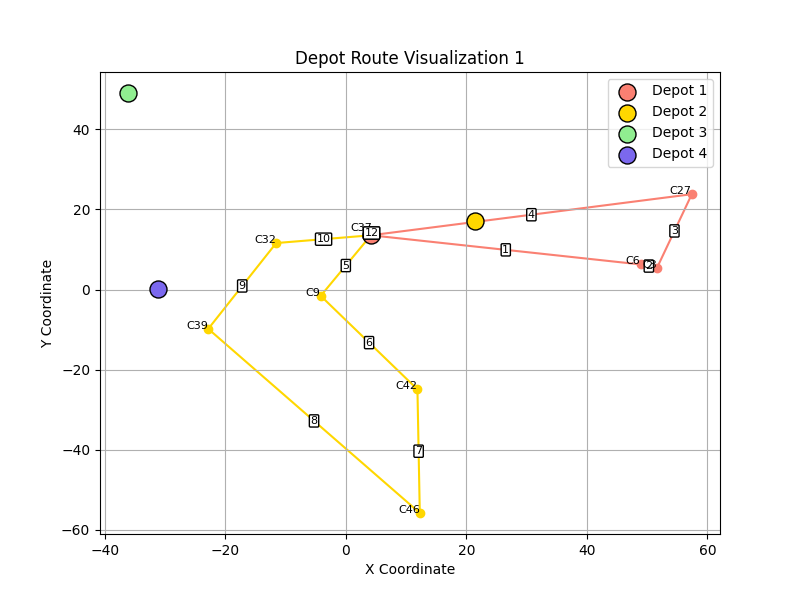 Depot Route Visualization 1
Depot 1
Depot 2
Depot 3
Depot 4
Y Coordinate
40
20
0
−20
−40
−60
C27
4
C37
12
C32
10
3
1
5
C6
2
9
C9
C39
6
C42
8
7
C46
−40
−20
0
20
40
60
X Coordinate